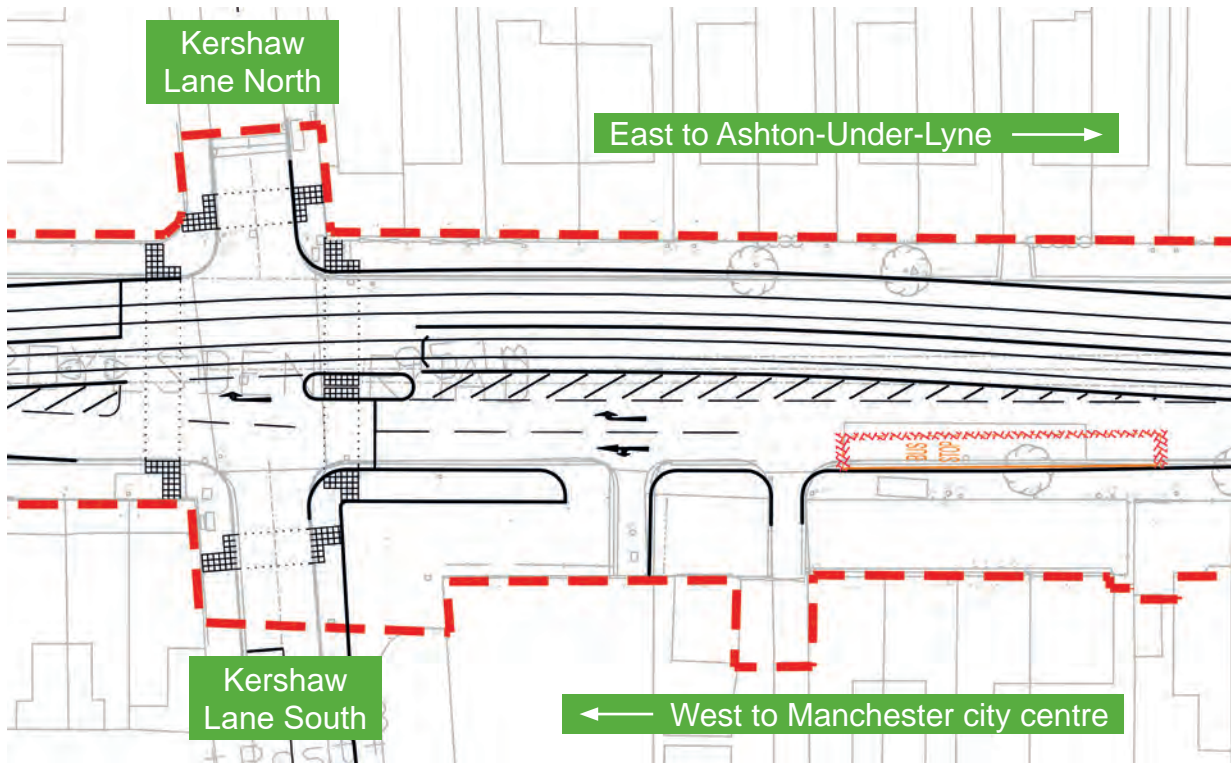 Kershaw
Lane North
East to Ashton-Under-Lyne
BUS
STOP
Kershaw
Lane South
West to Manchester city centre